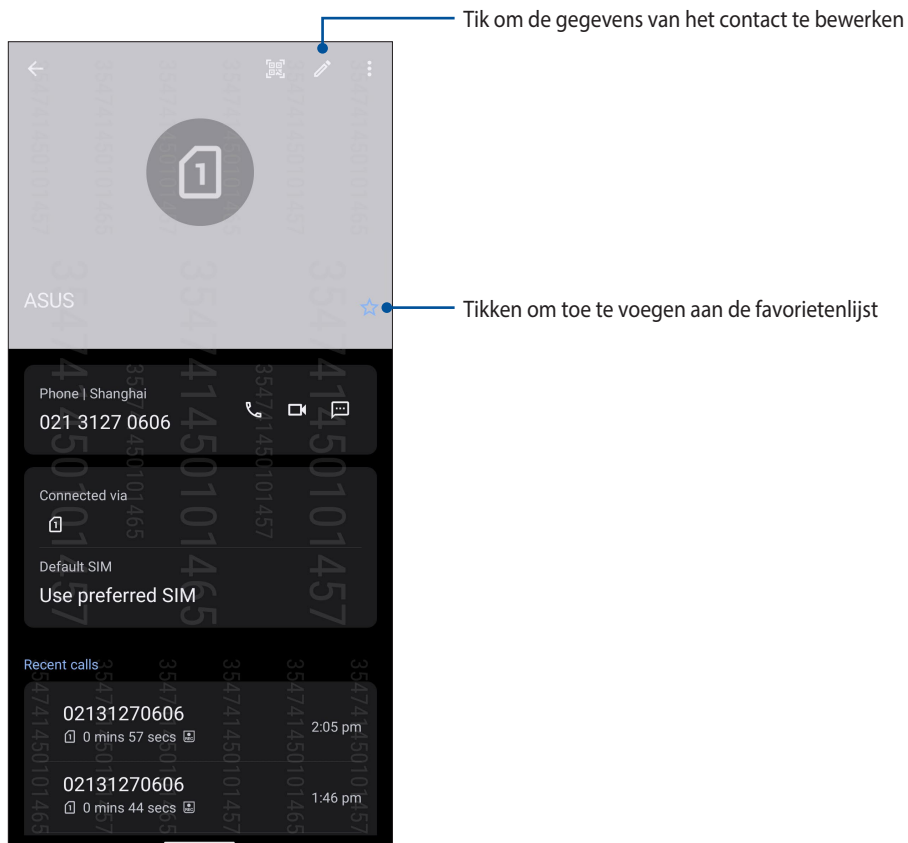 Tik om de gegevens van het contact te bewerken
ASUS
Tikken om toe te voegen aan de favorietenlijst
Phone | Shanghai
021 3127 0606
Connected via
1
Default SIM
Use preferred SIM
Recent calls
02131270606
0 mins 57 secs
2:05 pm
02131270606
0 mins 44 secs
1:46 pm